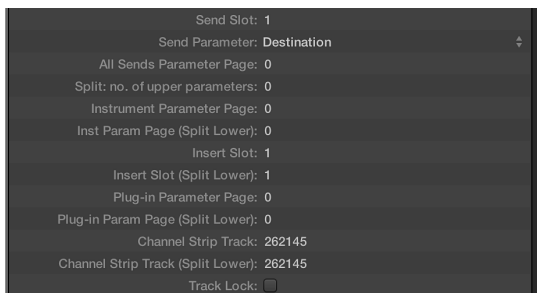 Send Slot: 1
Send Parameter: Destination
All Sends Parameter Page: 0
Split: no. of upper parameters: 0
Instrument Parameter Page: 0
Inst Param Page (Split Lower): 0
Insert Slot: 1
Insert Slot (Split Lower): 1
Plug-in Parameter Page: 0
Plug-in Param Page (Split Lower): 0
Channel Strip Track: 262145
Channel Strip Track (Split Lower): 262145
Track Lock: